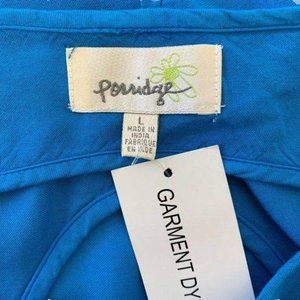 porridge
L
MADE IN
INDIA
FABRIQUE
EN INDE
GARMENT DY